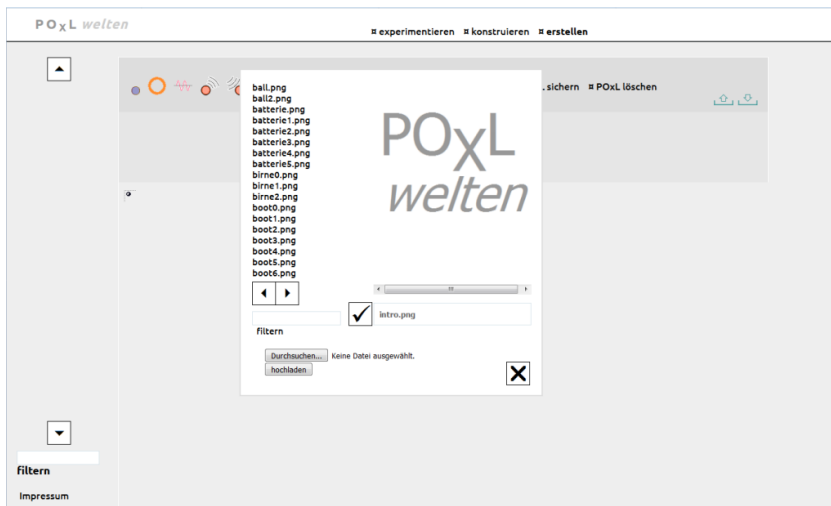 POXL welten
¤ experimentieren ¤ konstruieren ¤ erstellen
. sichern ¤ POxL löschen
ball.png
ball2.png
batterie.png
batterie1.png
batterie2.png
batterie3.png
batterie4.png
batterie5.png
birne0.png
birne1.png
birne2.png
boot0.png
boot1.png
boot2.png
boot3.png
boot4.png
boot5.png
boot6.png
POXL
welten
intro.png
filtern
Durchsuchen... Keine Datei ausgewählt.
hochladen
filtern
Impressum